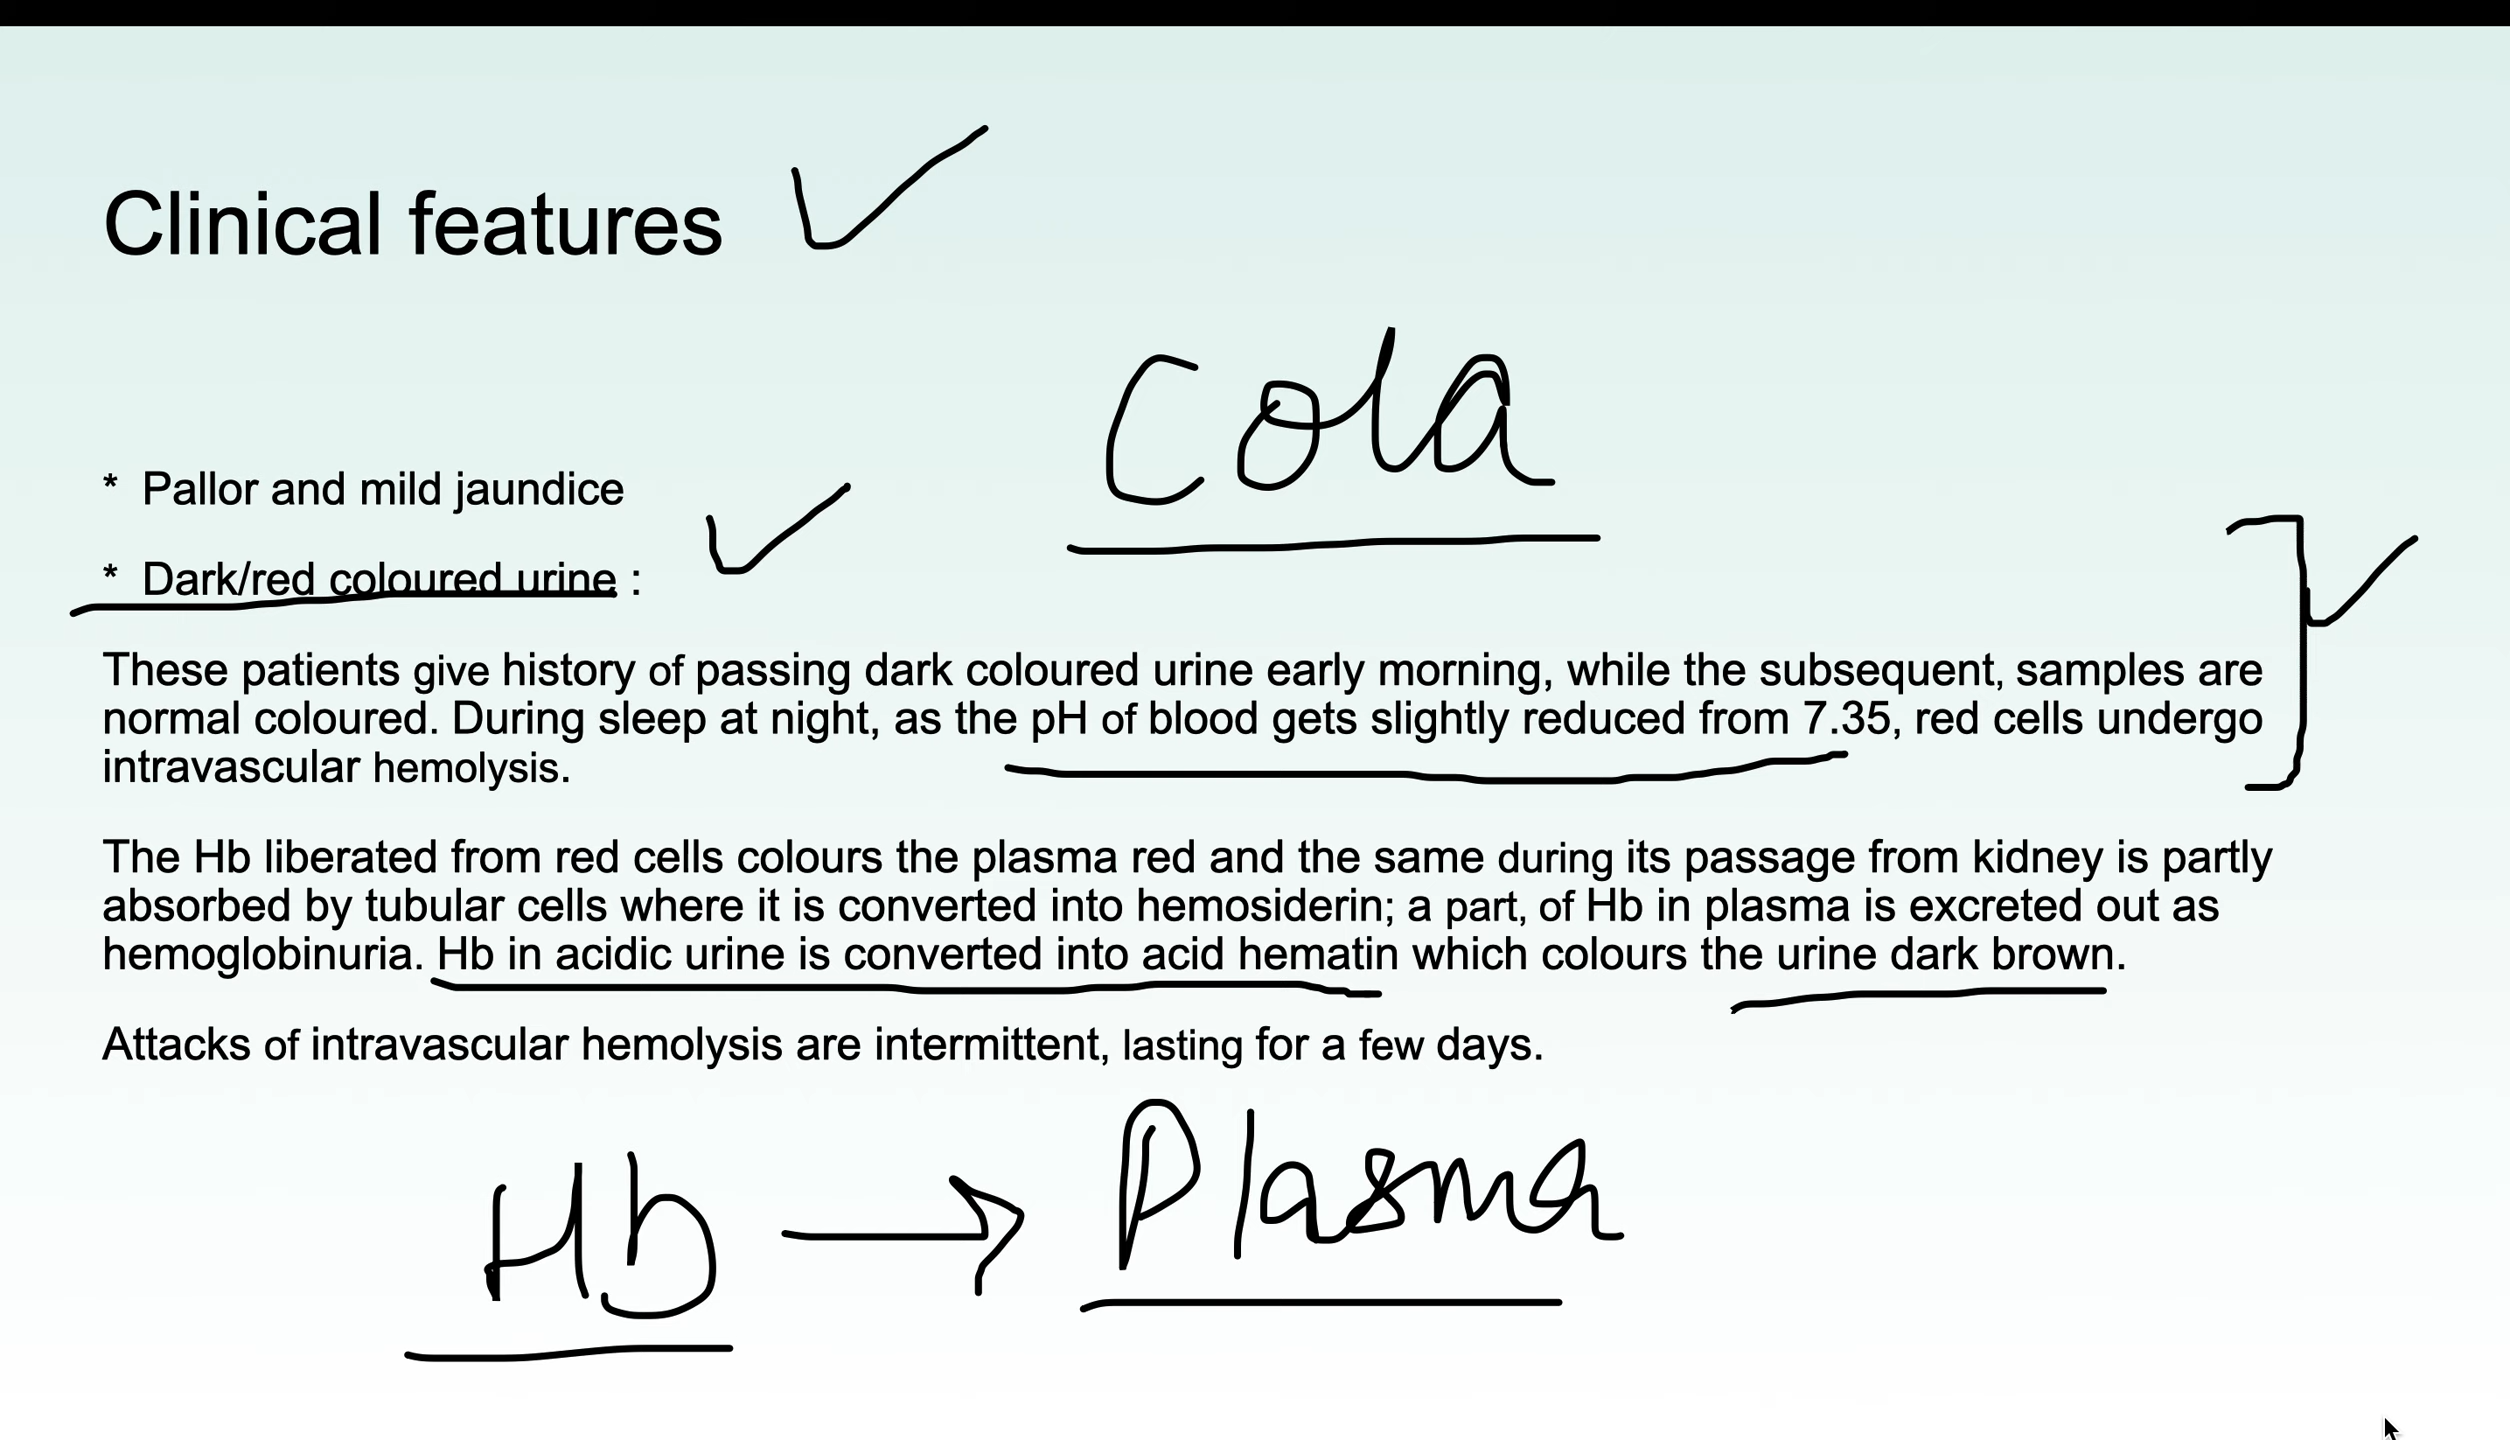 Clinical features
Cola
* Pallor and mild jaundice
* Dark/red coloured urine :
These patients give history of passing dark coloured urine early morning, while the subsequent, samples are
normal coloured. During sleep at night, as the pH of blood gets slightly reduced from 7.35, red cells undergo
intravascular hemolysis.
The Hb liberated from red cells colours the plasma red and the same during its passage from kidney is partly
absorbed by tubular cells where it is converted into hemosiderin; a part, of Hb in plasma is excreted out as
hemoglobinuria. Hb in acidic urine is converted into acid hematin which colours the urine dark brown.
Attacks of intravascular hemolysis are intermittent, lasting for a few days.
Hb → Plasma